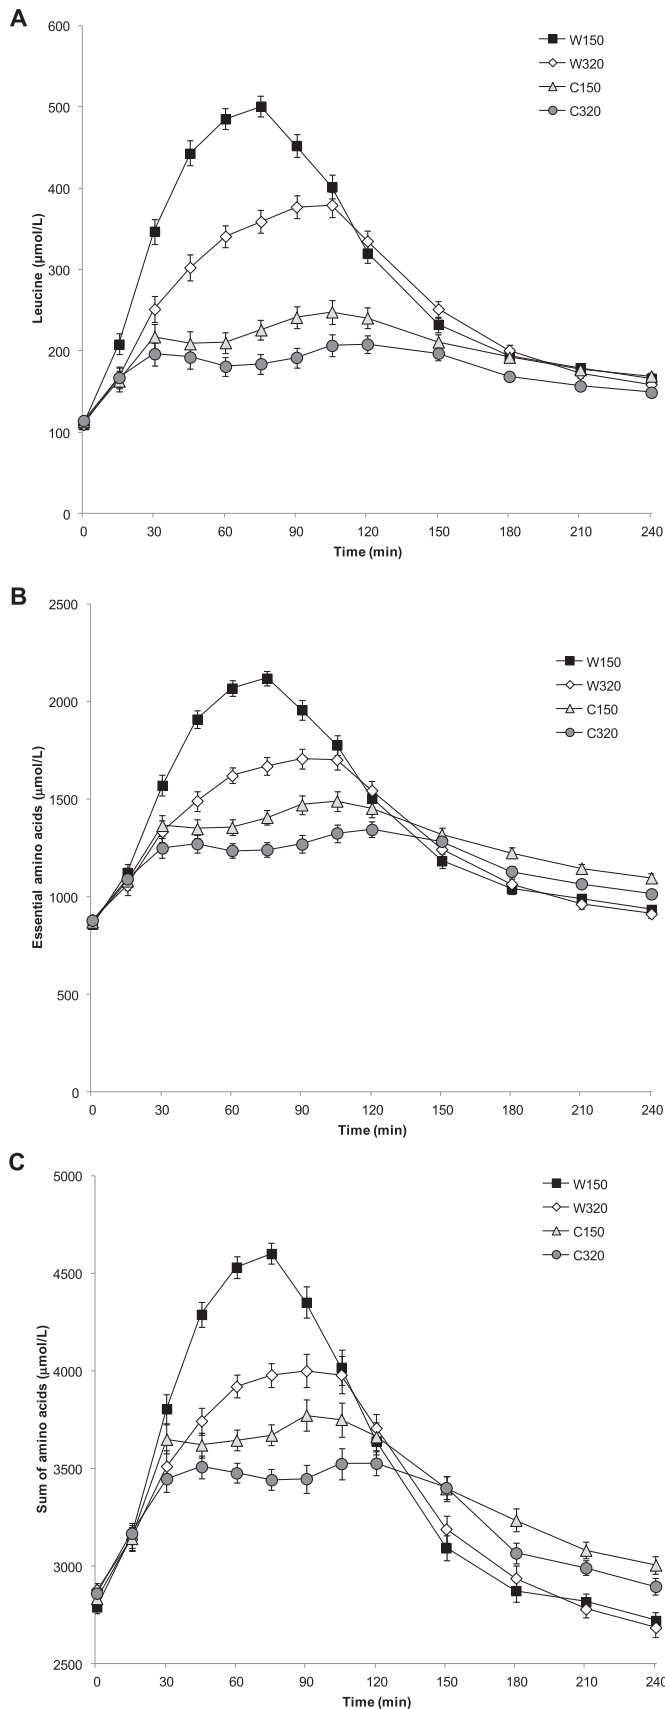 A
600
500
400
300
200
100
0
Leucine (µmol/L)
W150
W320
C150
C320
0 30 60 90 120 150 180 210 240
Time (min)
B
2500
2000
1500
1000
500
0
Essential amino acids (µmol/L)
W150
W320
C150
C320
0 30 60 90 120 150 180 210 240
Time (min)
C
5000
4500
4000
3500
3000
2500
Sum of amino acids (µmol/L)
W150
W320
C150
C320
0 30 60 90 120 150 180 210 240
Time (min)